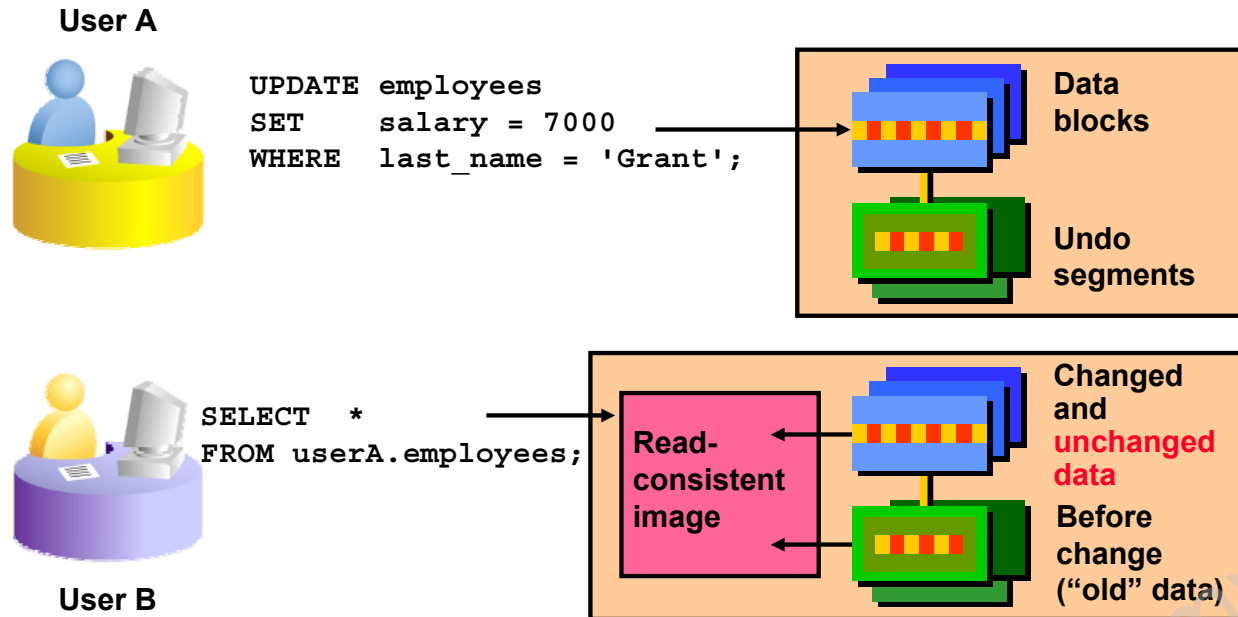 User A
UPDATE employees
SET salary = 7000
WHERE last_name = 'Grant';
Data
blocks
Undo
segments
SELECT *
FROM userA.employees;
Read-
consistent
image
Changed
and
unchanged
data
Before
change
(“old” data)
User B